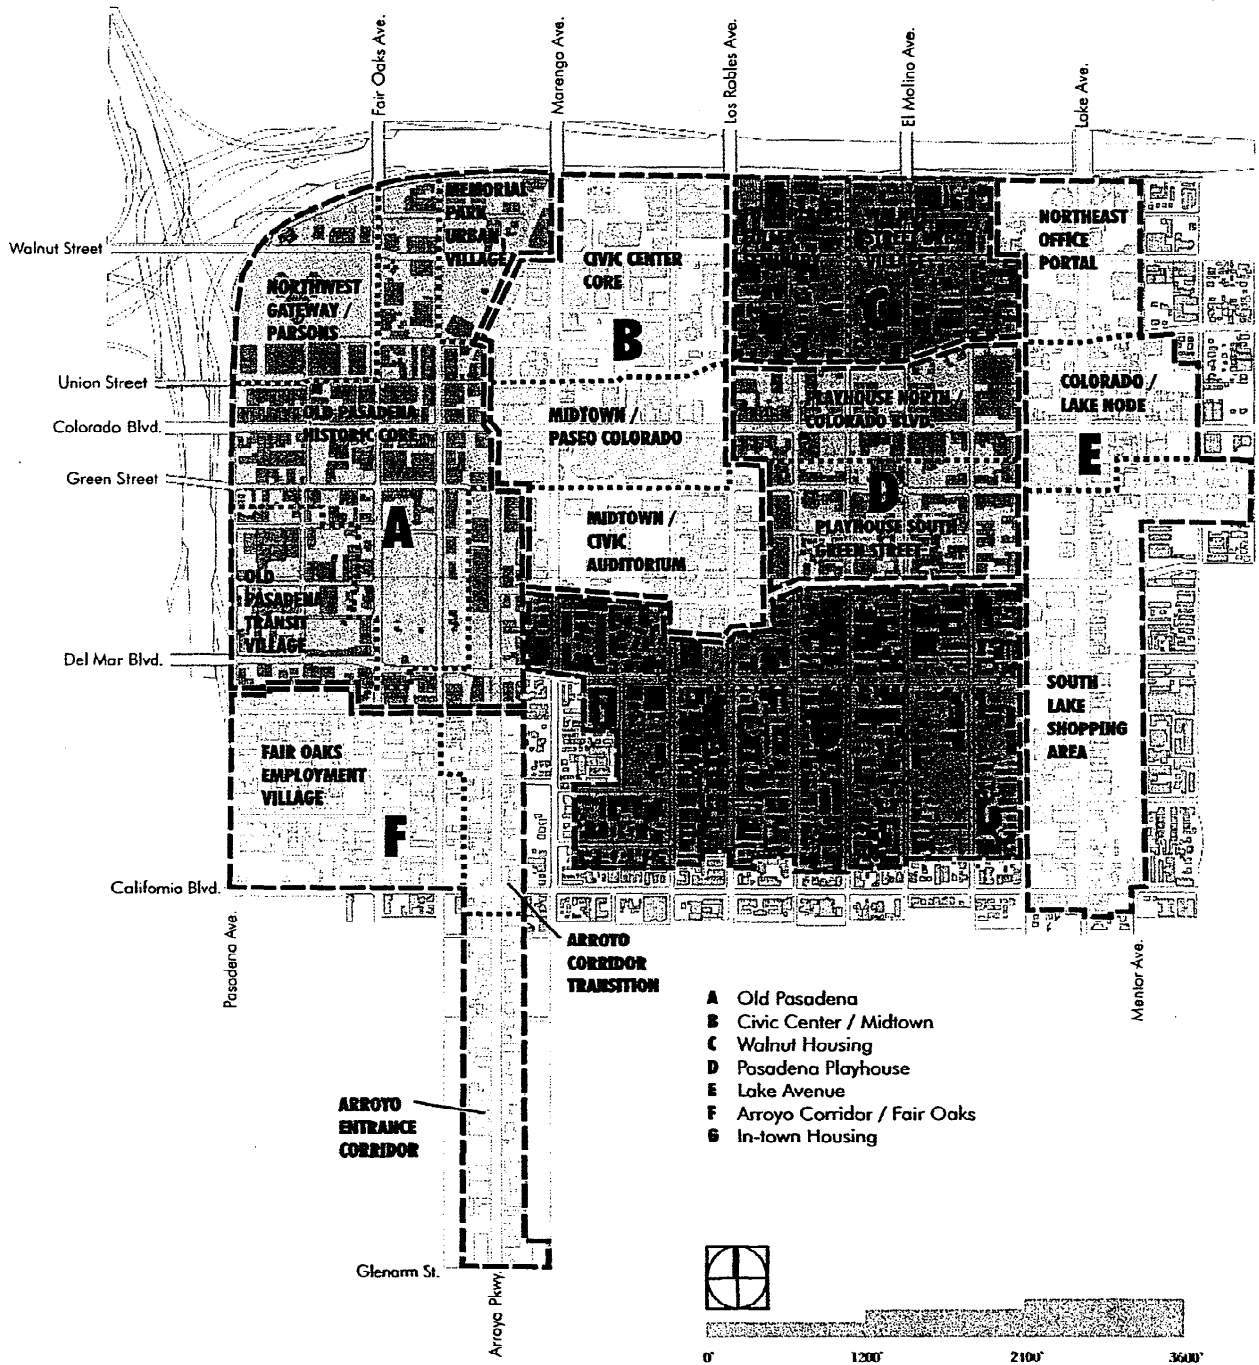 Fair Oaks Ave.
Marengo Ave.
Los Robles Ave.
El Molino Ave.
Lake Ave.
Walnut Street
Union Street
Colorado Blvd.
Green Street
Del Mar Blvd.
California Blvd.
Pasadena Ave.
Glenarm St.
Arroyo Pkwy.
Mentor Ave.
MEMORIAL
PARK
URBAN
VILLAGE
NORTHWEST
GATEWAY /
PARSONS
CIVIC CENTER
CORE
B
STREET
VILLAGE
C
NORTHEAST
OFFICE
PORTAL
OLD PASADENA
HISTORIC CORE
MIDTOWN /
PASEO COLORADO
PLAYHOUSE NORTH /
COLORADO BLVD.
COLORADO /
LAKE NODE
E
A
MIDTOWN /
CIVIC
AUDITORIUM
D
PLAYHOUSE SOUTH
GREEN STREET
OLD
PASADENA
TRANSIT
VILLAGE
SOUTH
LAKE
SHOPPING
AREA
FAIR OAKS
EMPLOYMENT
VILLAGE
F
G
ARROYO
CORRIDOR
TRANSITION
ARROYO
ENTRANCE
CORRIDOR
A Old Pasadena
B Civic Center / Midtown
C Walnut Housing
D Pasadena Playhouse
E Lake Avenue
F Arroyo Corridor / Fair Oaks
G In-town Housing
0' 1200' 2400' 3600'